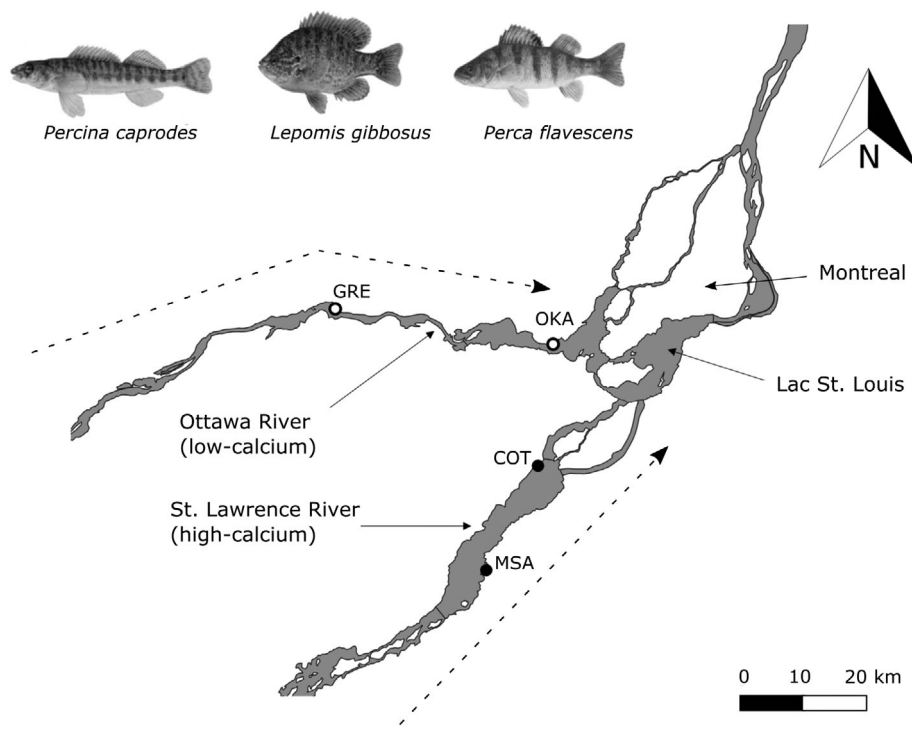 Percina caprodes
Lepomis gibbosus
Perca flavescens
N
Montreal
GRE
OKA
Lac St. Louis
Ottawa River
(low-calcium)
COT
St. Lawrence River
(high-calcium)
MSA
0 10 20 km